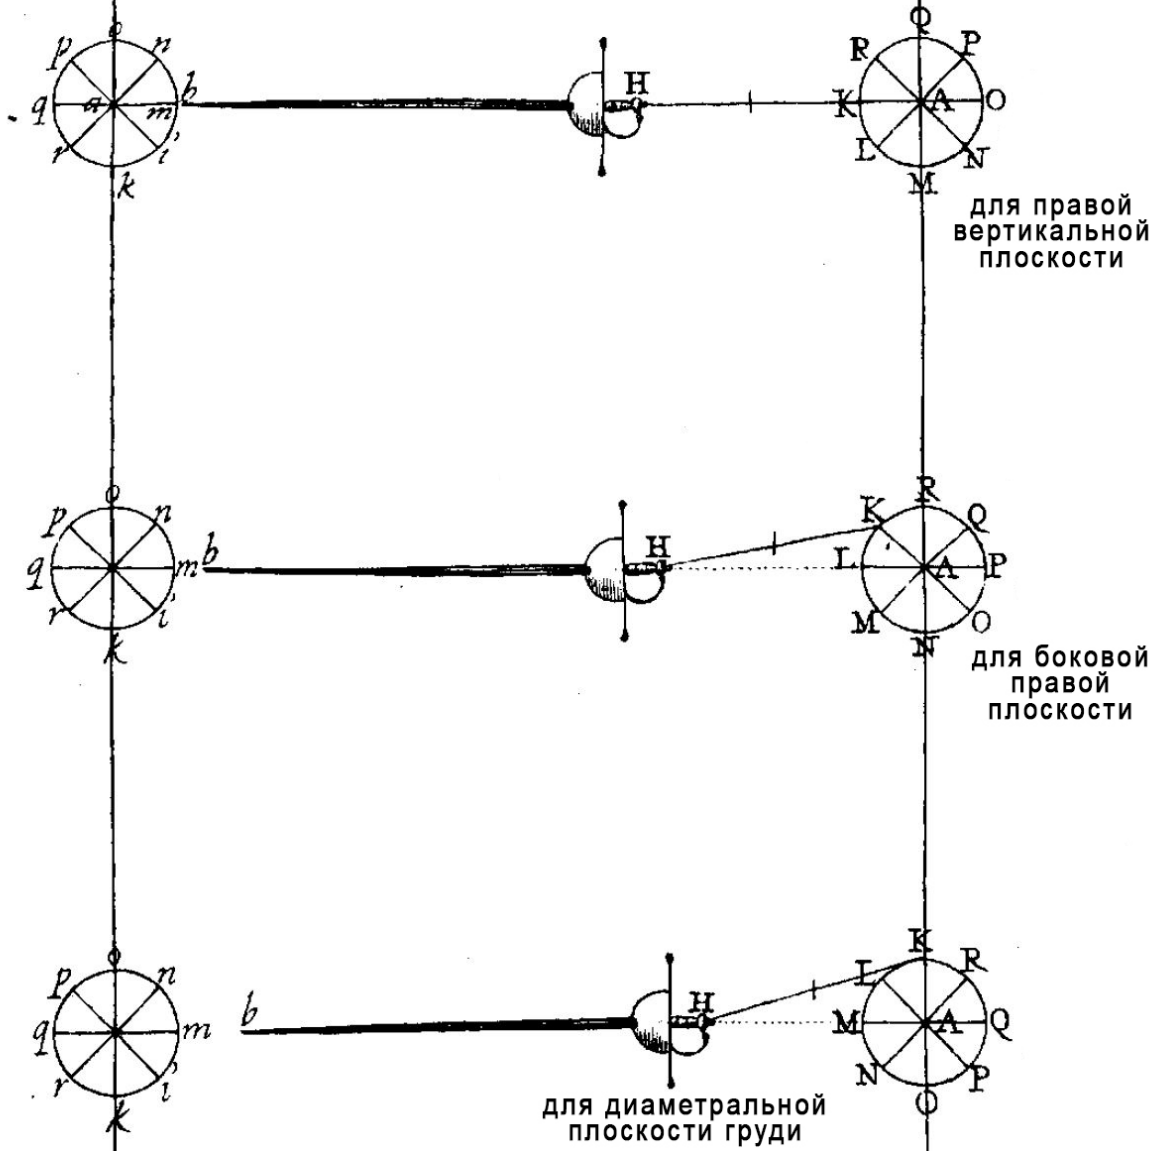 o
Q
p
n
R
P
q
a
m
b
H
K
A
O
r
i
L
N
k
M
для правой
вертикальной
плоскости
o
R
p
n
K
Q
q
m
b
H
L
A
P
r
i
M
O
k
N
для боковой
правой
плоскости
o
K
p
n
L
R
b
H
q
m
M
A
Q
r
i
N
P
k
O
для диаметральной
плоскости груди